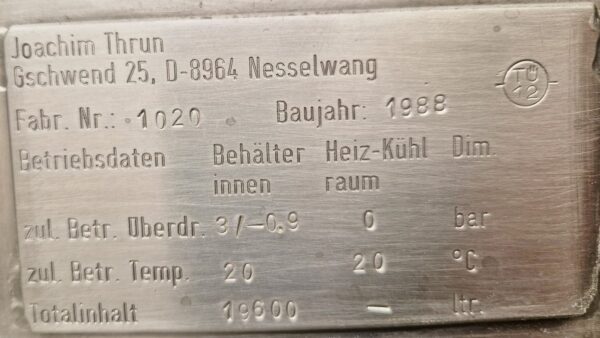 Joachim Thrun
Gschwend 25, D-8964 Nesselwang
TÜ
12
Fabr. Nr.: 1020 Baujahr: 1988
Betriebsdaten Behälter Heiz-Kühl Dim.
innen raum
zul. Betr. Überdr. 3/-0.9 0 bar
zul. Betr. Temp. 20 20 °C
Totalinhalt 19600 – ltr.